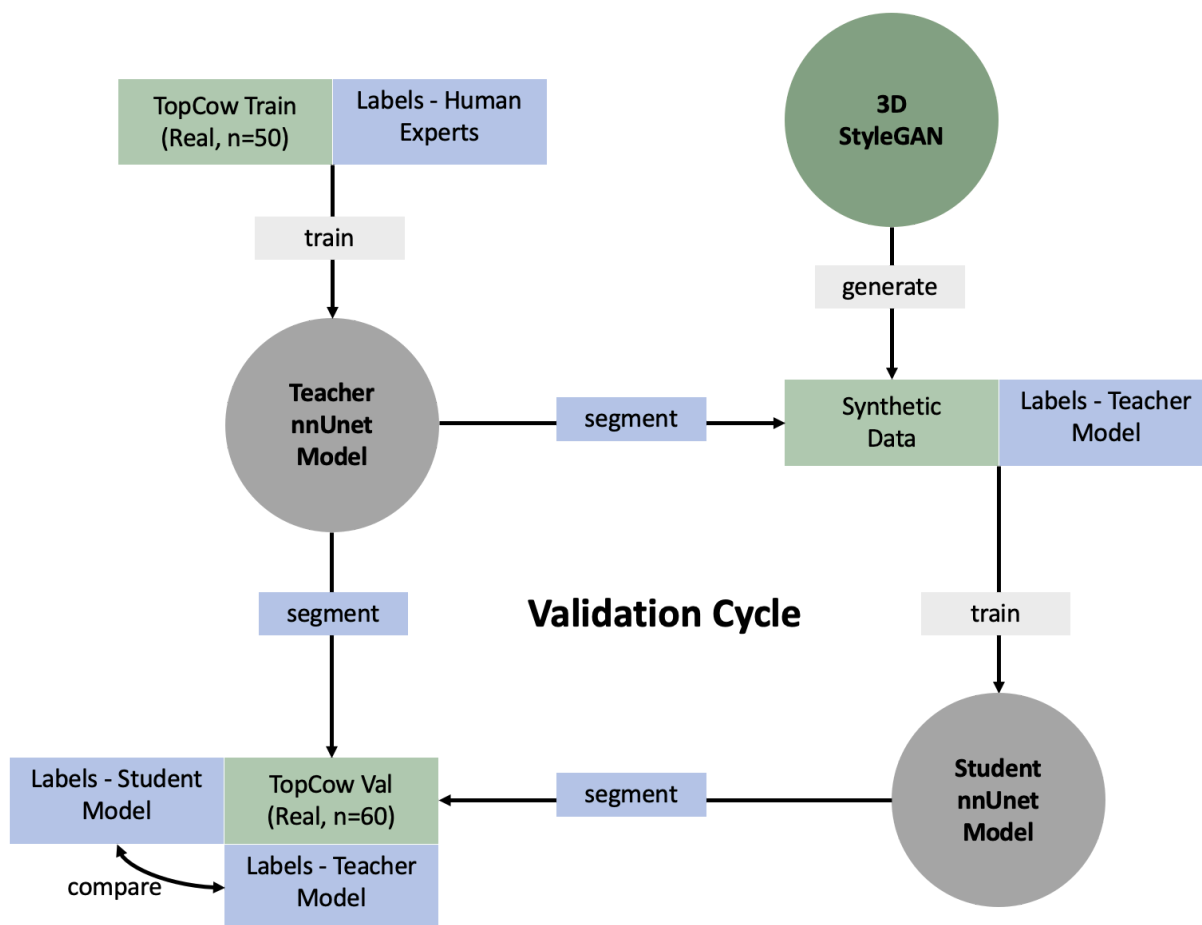 TopCow Train
(Real, n=50)
Labels - Human
Experts
3D
StyleGAN
train
generate
Teacher
nnUnet
Model
segment
Synthetic
Data
Labels - Teacher
Model
segment
Validation Cycle
train
Labels - Student
Model
TopCow Val
(Real, n=60)
segment
Student
nnUnet
Model
compare
Labels - Teacher
Model